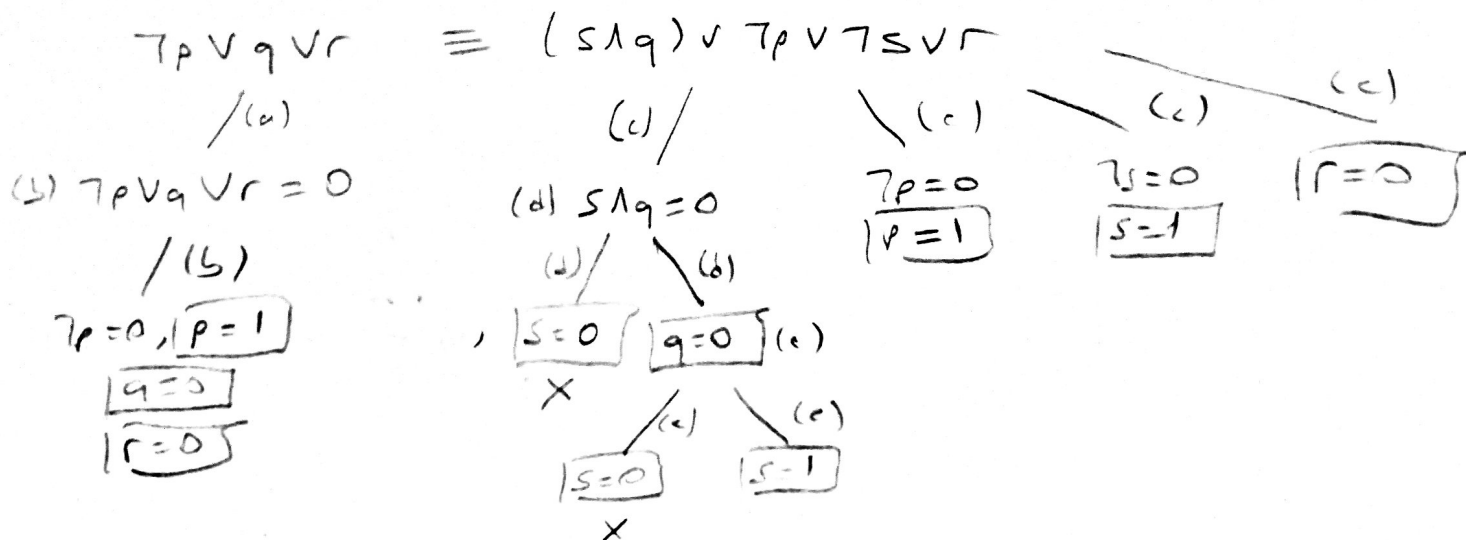 ¬p∨q∨r ≡ (s∧q)∨¬p∨¬s∨r
/(a) (c)/ \(c) (c) (c)
(b) ¬p∨q∨r=0 (d) s∧q=0 ¬p=0 ¬s=0 r=0
p=1 s=1
/(b) (d)/ \(d)
¬p=0, p=1 , s=0 q=0 (e)
q=0 ×
r=0 (e) (e)
s=0 s=1
×